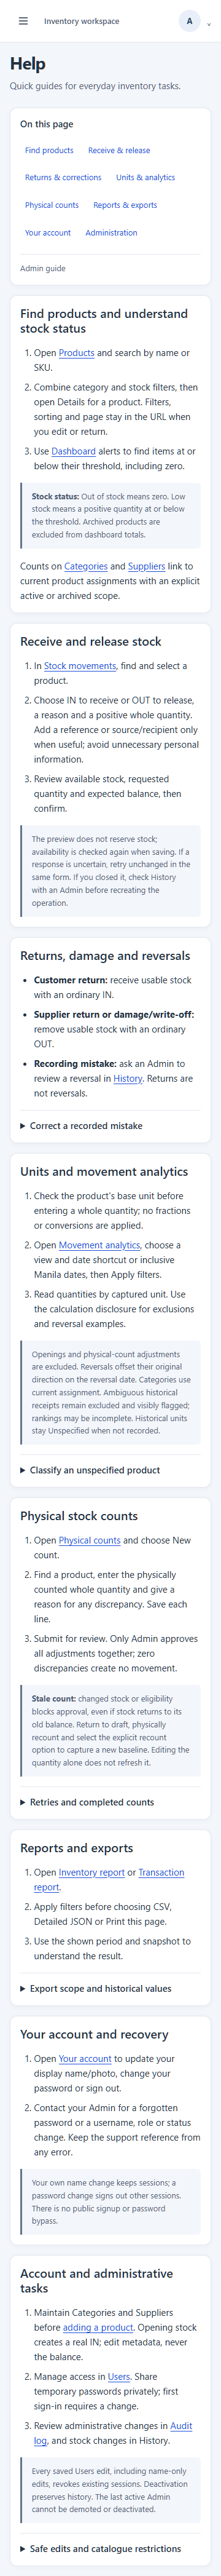 Inventory workspace
A
Help
Quick guides for everyday inventory tasks.
On this page
Find products
Receive & release
Returns & corrections
Units & analytics
Physical counts
Reports & exports
Your account
Administration
Admin guide
Find products and understand
stock status
1. Open Products and search by name or
SKU.
2. Combine category and stock filters, then
open Details for a product. Filters,
sorting and page stay in the URL when
you edit or return.
3. Use Dashboard alerts to find items at or
below their threshold, including zero.
Stock status: Out of stock means zero. Low
stock means a positive quantity at or below
the threshold. Archived products are
excluded from dashboard totals.
Counts on Categories and Suppliers link to
current product assignments with an explicit
active or archived scope.
Receive and release stock
1. In Stock movements, find and select a
product.
2. Choose IN to receive or OUT to release,
a reason and a positive whole quantity.
Add a reference or source/recipient only
when useful; avoid unnecessary personal
information.
3. Review available stock, requested
quantity and expected balance, then
confirm.
The preview does not reserve stock;
availability is checked again when saving. If a
response is uncertain, retry unchanged in the
same form. If you closed it, check History
with an Admin before recreating the
operation.
Returns, damage and reversals
• Customer return: receive usable stock
with an ordinary IN.
• Supplier return or damage/write-off:
remove usable stock with an ordinary
OUT.
• Recording mistake: ask an Admin to
review a reversal in History. Returns are
not reversals.
▶ Correct a recorded mistake
Units and movement analytics
1. Check the product's base unit before
entering a whole quantity; no fractions
or conversions are applied.
2. Open Movement analytics, choose a
view and date shortcut or inclusive
Manila dates, then Apply filters.
3. Read quantities by captured unit. Use
the calculation disclosure for exclusions
and reversal examples.
Openings and physical-count adjustments
are excluded. Reversals offset their original
direction on the reversal date. Categories use
current assignment. Ambiguous historical
receipts remain excluded and visibly flagged;
rankings may be incomplete. Historical units
stay Unspecified when not recorded.
▶ Classify an unspecified product
Physical stock counts
1. Open Physical counts and choose New
count.
2. Find a product, enter the physically
counted whole quantity and give a
reason for any discrepancy. Save each
line.
3. Submit for review. Only Admin approves
all adjustments together; zero
discrepancies create no movement.
Stale count: changed stock or eligibility
blocks approval, even if stock returns to its
old balance. Return to draft, physically
recount and select the explicit recount
option to capture a new baseline. Editing the
quantity alone does not refresh it.
▶ Retries and completed counts
Reports and exports
1. Open Inventory report or Transaction
report.
2. Apply filters before choosing CSV,
Detailed JSON or Print this page.
3. Use the shown period and snapshot to
understand the result.
▶ Export scope and historical values
Your account and recovery
1. Open Your account to update your
display name/photo, change your
password or sign out.
2. Contact your Admin for a forgotten
password or a username, role or status
change. Keep the support reference from
any error.
Your own name change keeps sessions; a
password change signs out other sessions.
There is no public signup or password
bypass.
Account and administrative
tasks
1. Maintain Categories and Suppliers
before adding a product. Opening stock
creates a real IN; edit metadata, never
the balance.
2. Manage access in Users. Share
temporary passwords privately; first
sign-in requires a change.
3. Review administrative changes in Audit
log, and stock changes in History.
Every saved Users edit, including name-only
edits, revokes existing sessions. Deactivation
preserves history. The last active Admin
cannot be demoted or deactivated.
▶ Safe edits and catalogue restrictions